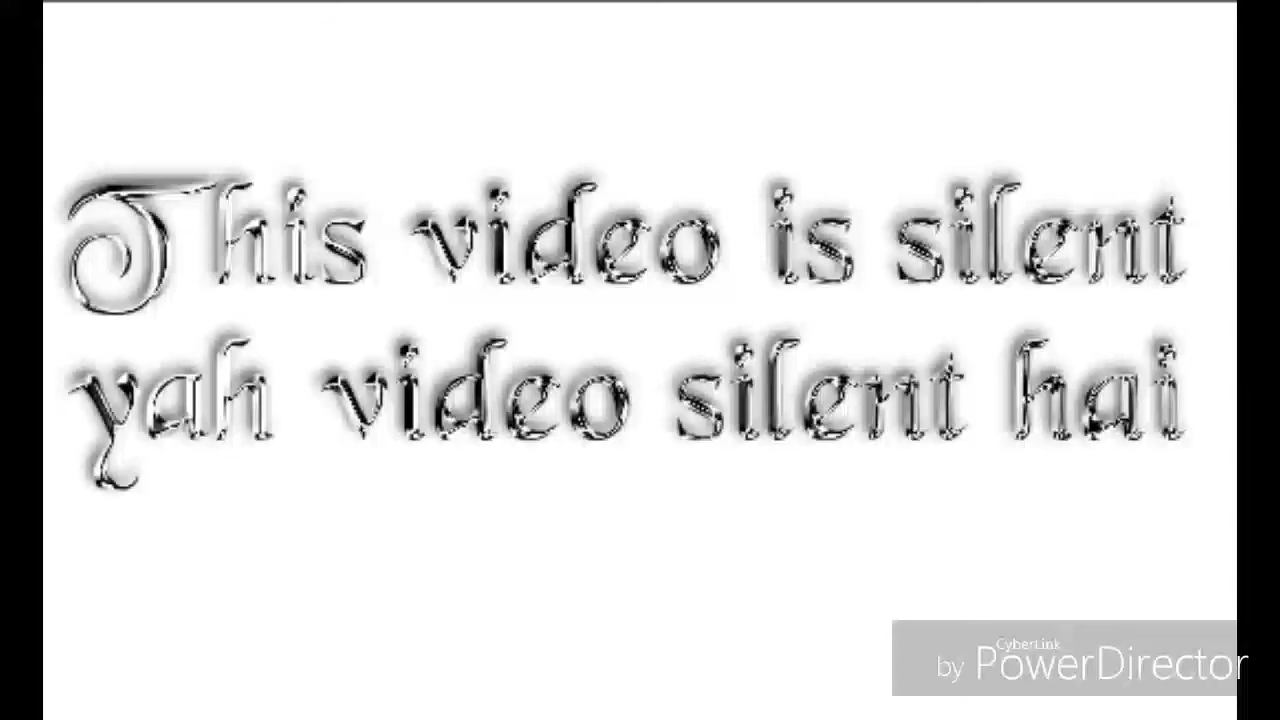 This video is silent
yah video silent hai
CyberLink
by PowerDirector